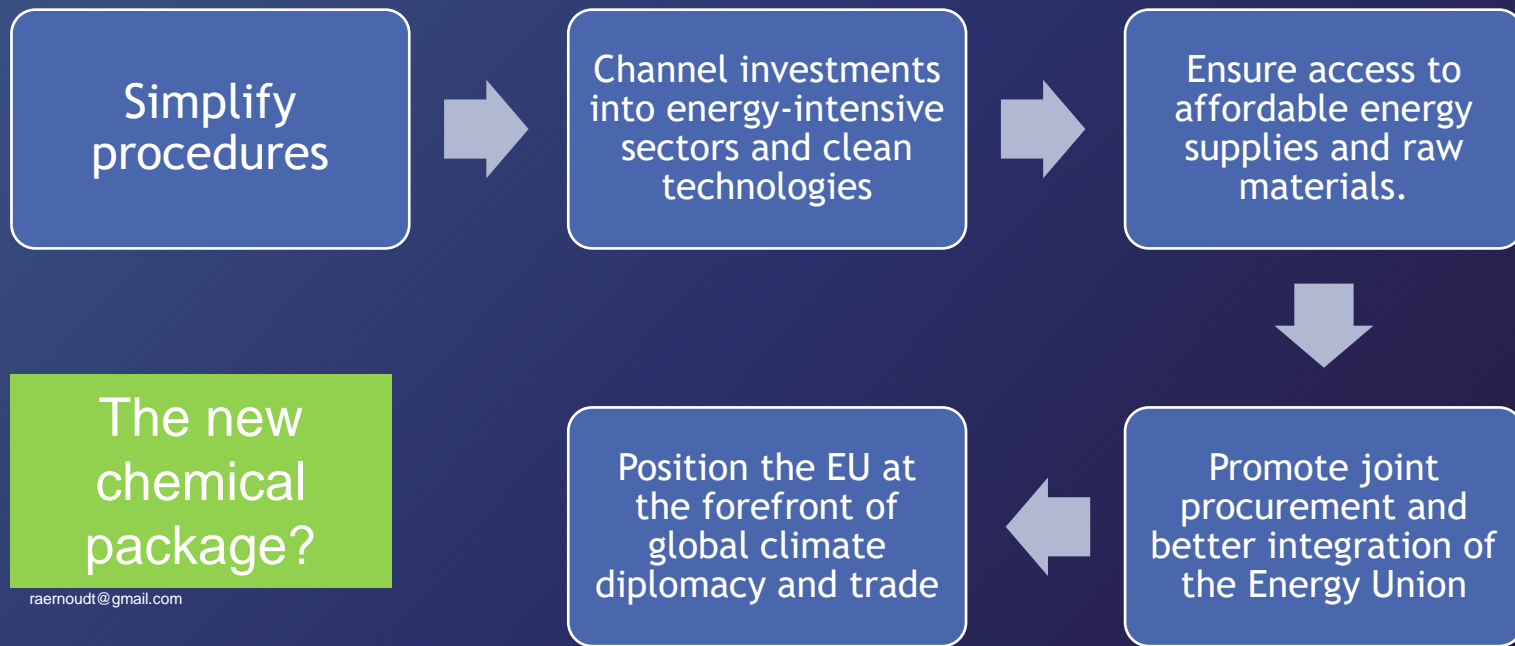 Simplify
procedures
Channel investments
into energy-intensive
sectors and clean
technologies
Ensure access to
affordable energy
supplies and raw
materials.
Promote joint
procurement and
better integration of
the Energy Union
Position the EU at
the forefront of
global climate
diplomacy and trade
The new
chemical
package?
raernoudt@gmail.com